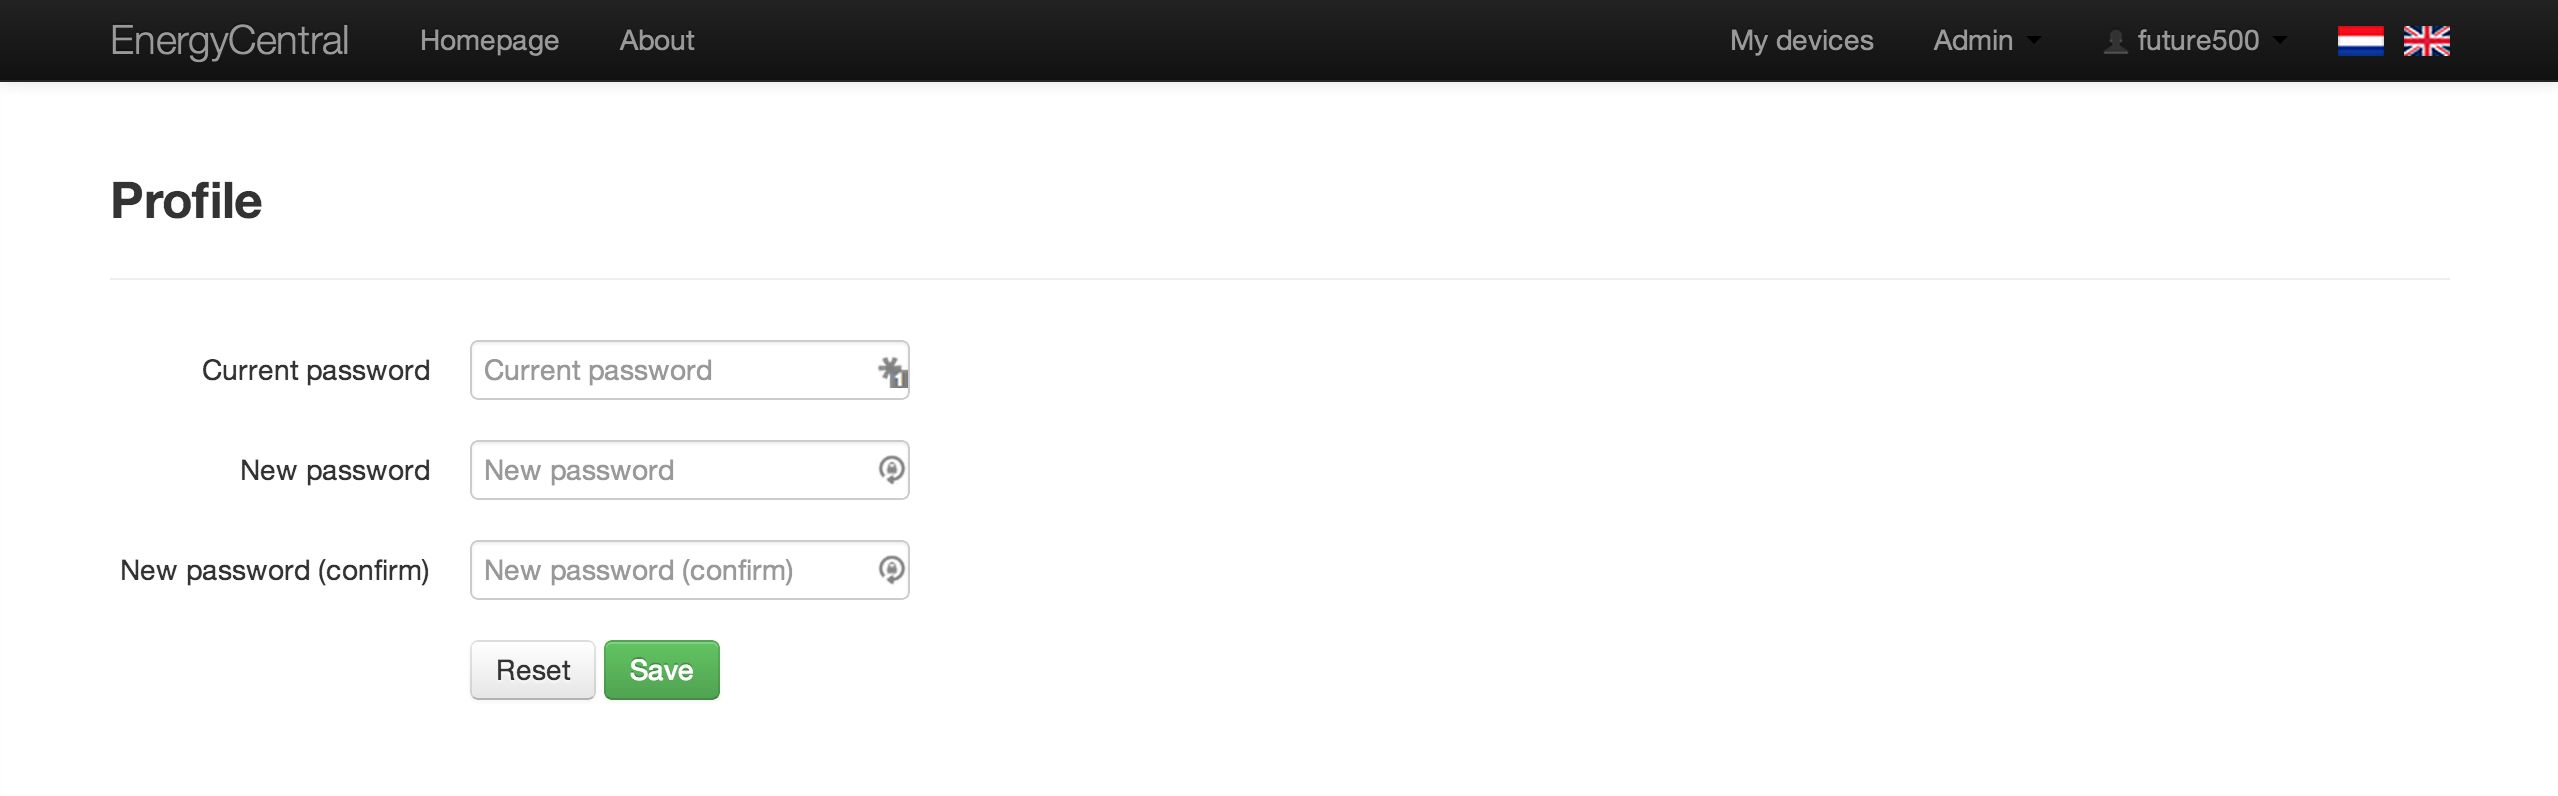 EnergyCentral Homepage About My devices Admin future500
Profile
Current password Current password
New password New password
New password (confirm) New password (confirm)
Reset Save